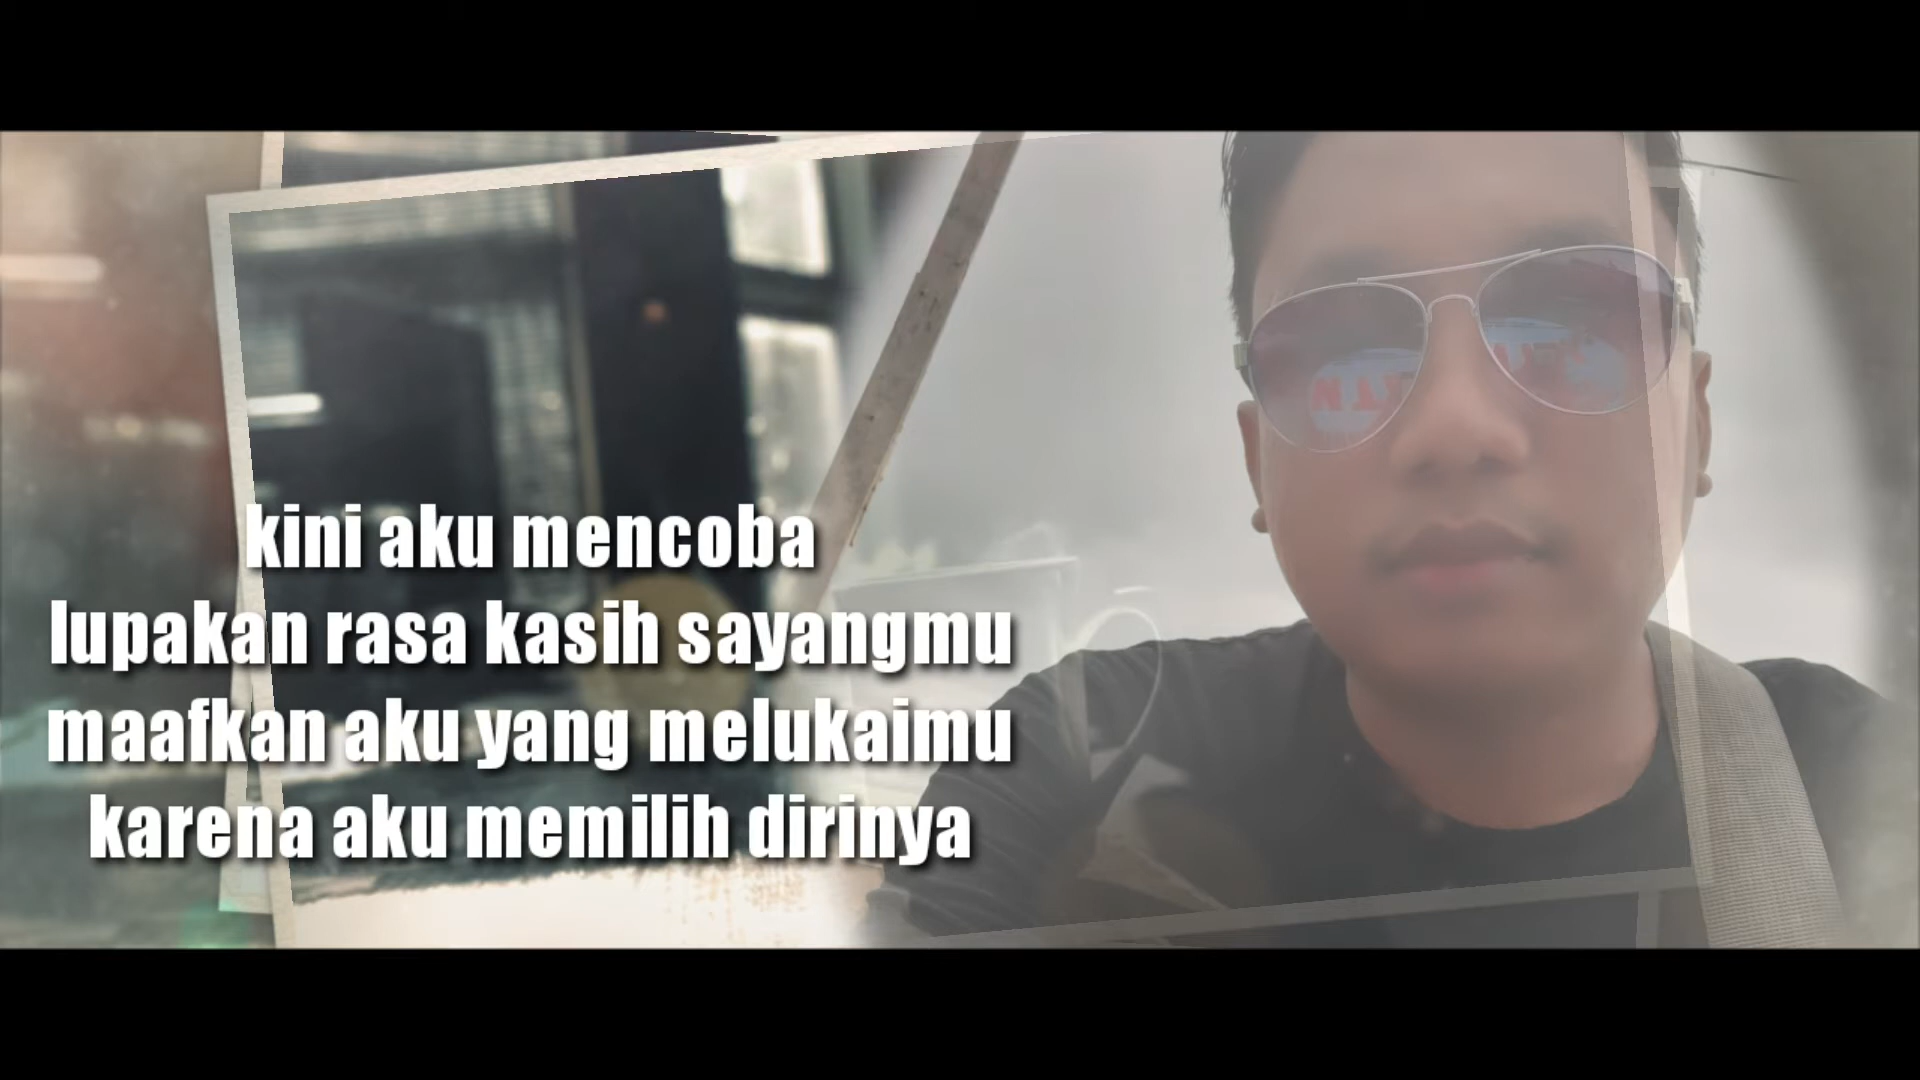 kini aku mencoba
lupakan rasa kasih sayangmu
maafkan aku yang melukaimu
karena aku memilih dirinya